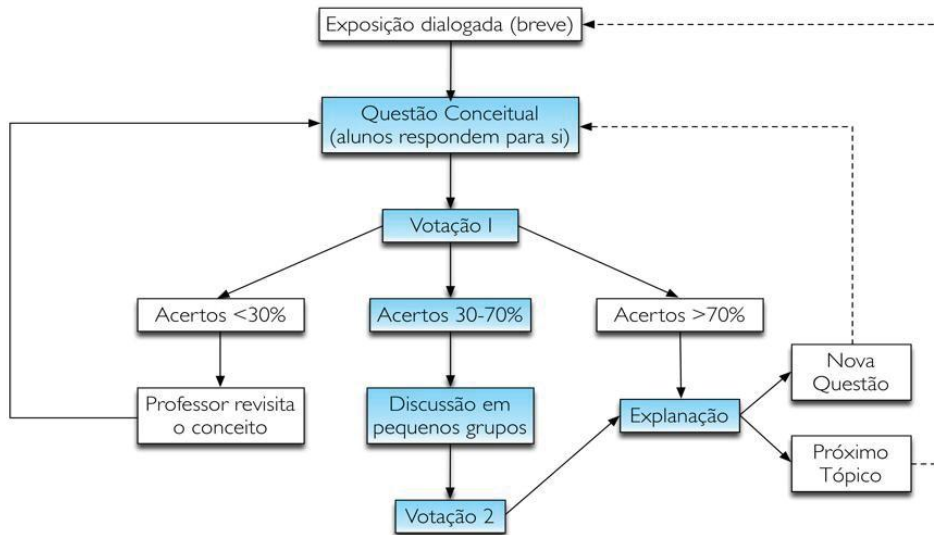 Exposição dialogada (breve)
Questão Conceitual
(alunos respondem para si)
Votação 1
Acertos <30%
Acertos 30-70%
Acertos >70%
Professor revisita
o conceito
Discussão em
pequenos grupos
Explanação
Nova
Questão
Próximo
Tópico
Votação 2